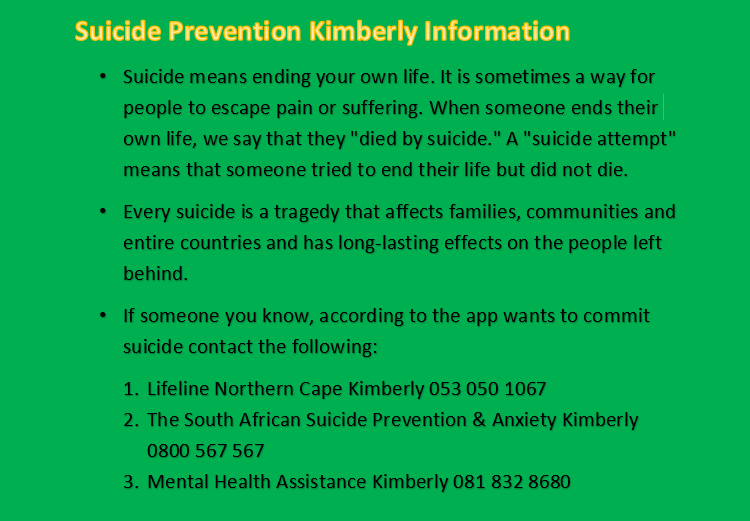 Suicide Prevention Kimberly Information
• Suicide means ending your own life. It is sometimes a way for
people to escape pain or suffering. When someone ends their
own life, we say that they "died by suicide." A "suicide attempt"
means that someone tried to end their life but did not die.
• Every suicide is a tragedy that affects families, communities and
entire countries and has long-lasting effects on the people left
behind.
• If someone you know, according to the app wants to commit
suicide contact the following:
1. Lifeline Northern Cape Kimberly 053 050 1067
2. The South African Suicide Prevention & Anxiety Kimberly
0800 567 567
3. Mental Health Assistance Kimberly 081 832 8680